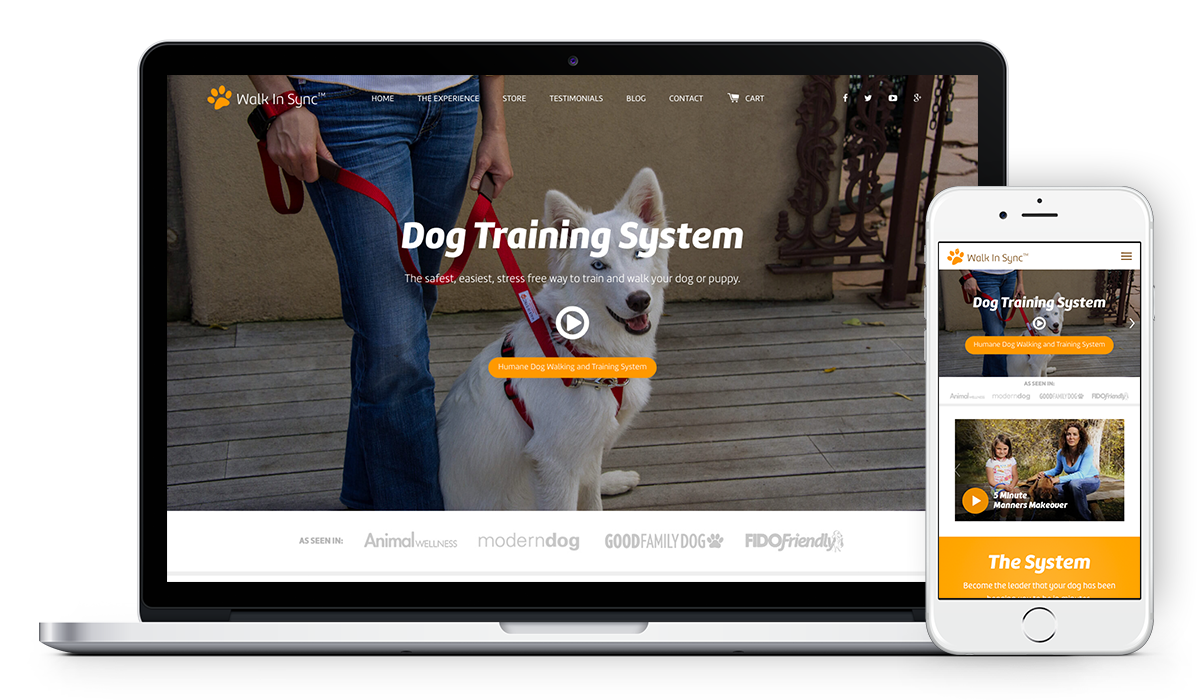 Walk In Sync™
HOME THE EXPERIENCE STORE TESTIMONIALS BLOG CONTACT CART
Dog Training System
The safest, easiest, stress free way to train and walk your dog or puppy.
Humane Dog Walking and Training System
AS SEEN IN: Animal WELLNESS moderndog GOODFAMILYDOG FIDOFriendly
Walk In Sync™
Dog Training System
Humane Dog Walking and Training System
AS SEEN IN:
Animal WELLNESS moderndog GOODFAMILYDOG FIDOFriendly
5 Minute
Manners Makeover
The System
Become the leader that your dog has been